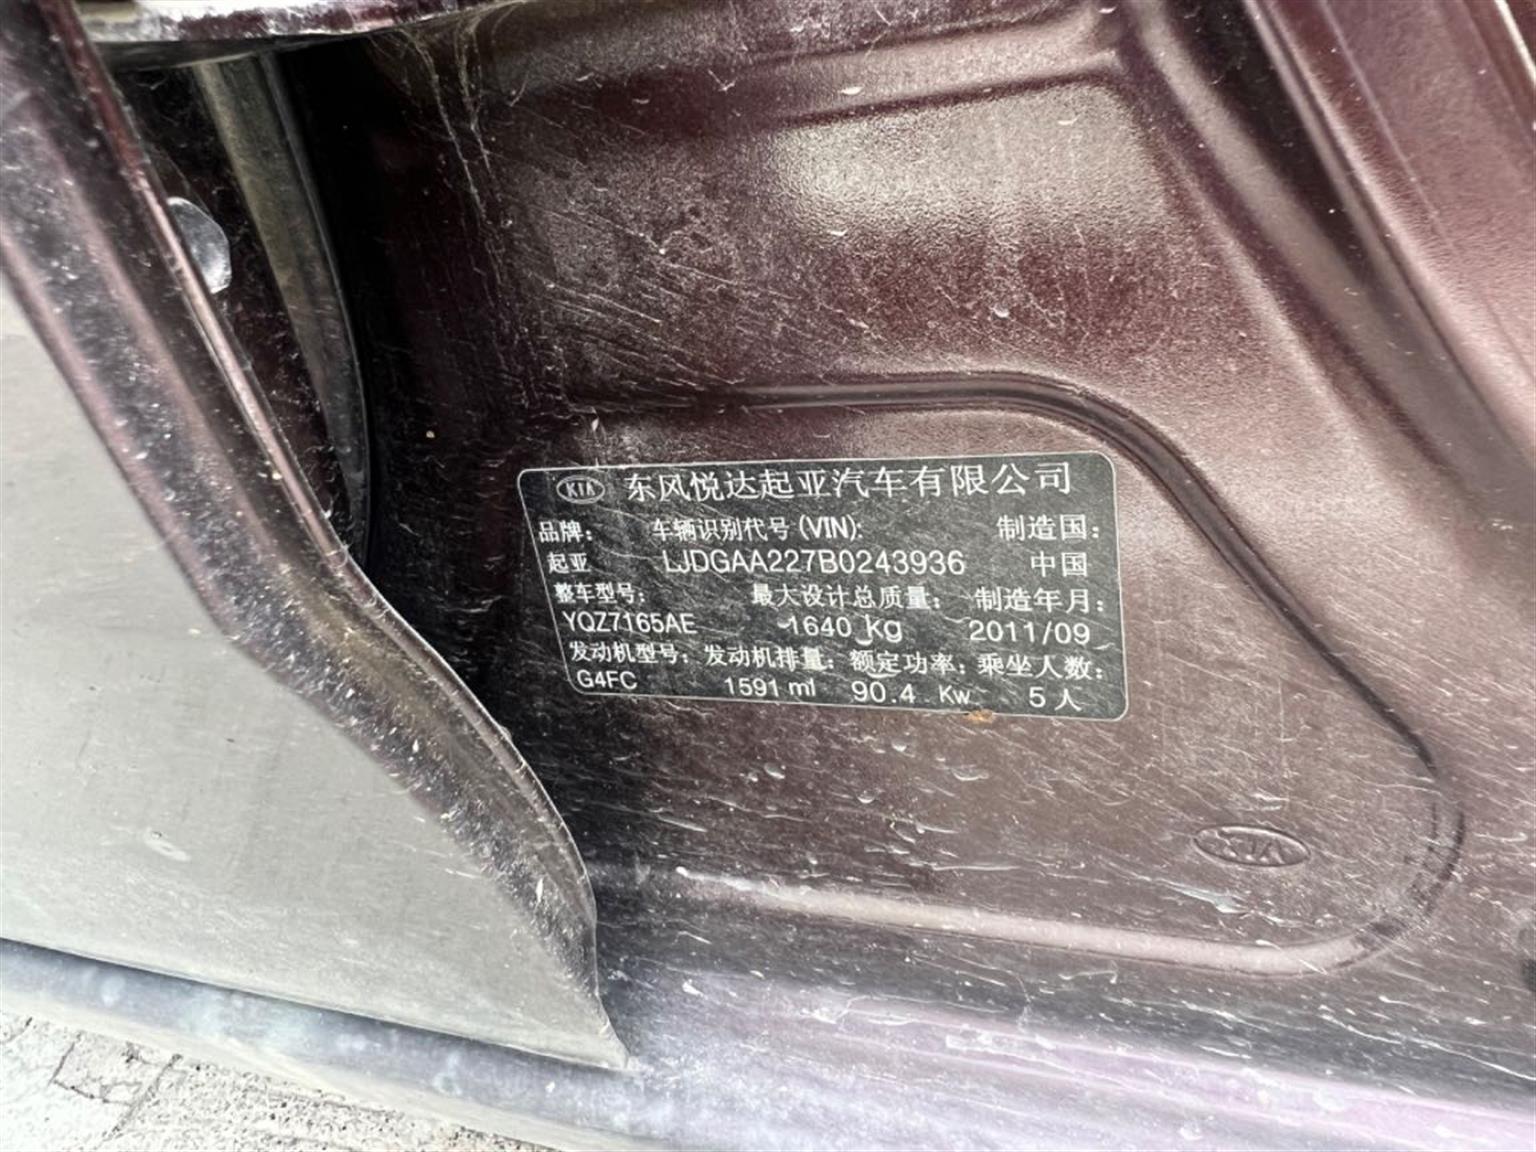 KIA 东风悦达起亚汽车有限公司
品牌: 车辆识别代号(VIN): 制造国:
起亚 LJDGAA227B0243936 中国
整车型号: 最大设计总质量: 制造年月:
YQZ7165AE 1640 Kg 2011/09
发动机型号: 发动机排量: 额定功率: 乘坐人数:
G4FC 1591 ml 90.4 Kw 5人